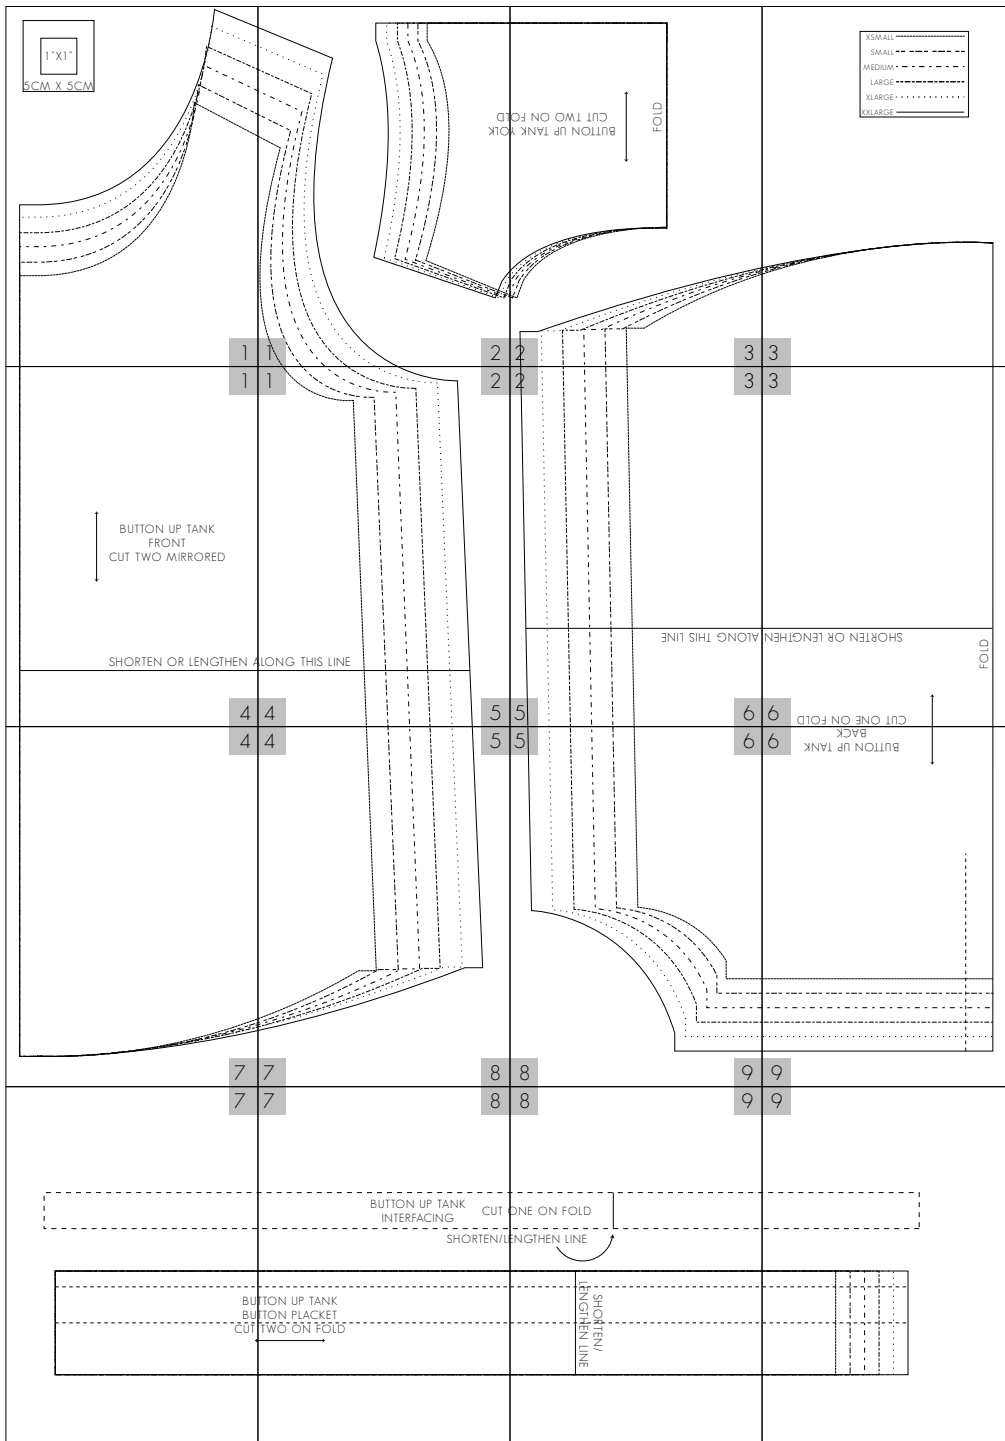 1"X1"
5CM X 5CM
BUTTON UP TANK YOLK
CUT TWO ON FOLD
FOLD
XSMALL
SMALL
MEDIUM
LARGE
XLARGE
XXLARGE
1 1
1 1
2 2
2 2
3 3
3 3
BUTTON UP TANK
FRONT
CUT TWO MIRRORED
SHORTEN OR LENGTHEN ALONG THIS LINE
SHORTEN OR LENGTHEN ALONG THIS LINE
FOLD
4 4
4 4
5 5
5 5
6 6
6 6
BUTTON UP TANK
BACK
CUT ONE ON FOLD
7 7
7 7
8 8
8 8
9 9
9 9
BUTTON UP TANK
INTERFACING
CUT ONE ON FOLD
SHORTEN/LENGTHEN LINE
BUTTON UP TANK
BUTTON PLACKET
CUT TWO ON FOLD
SHORTEN/
LENGTHEN LINE